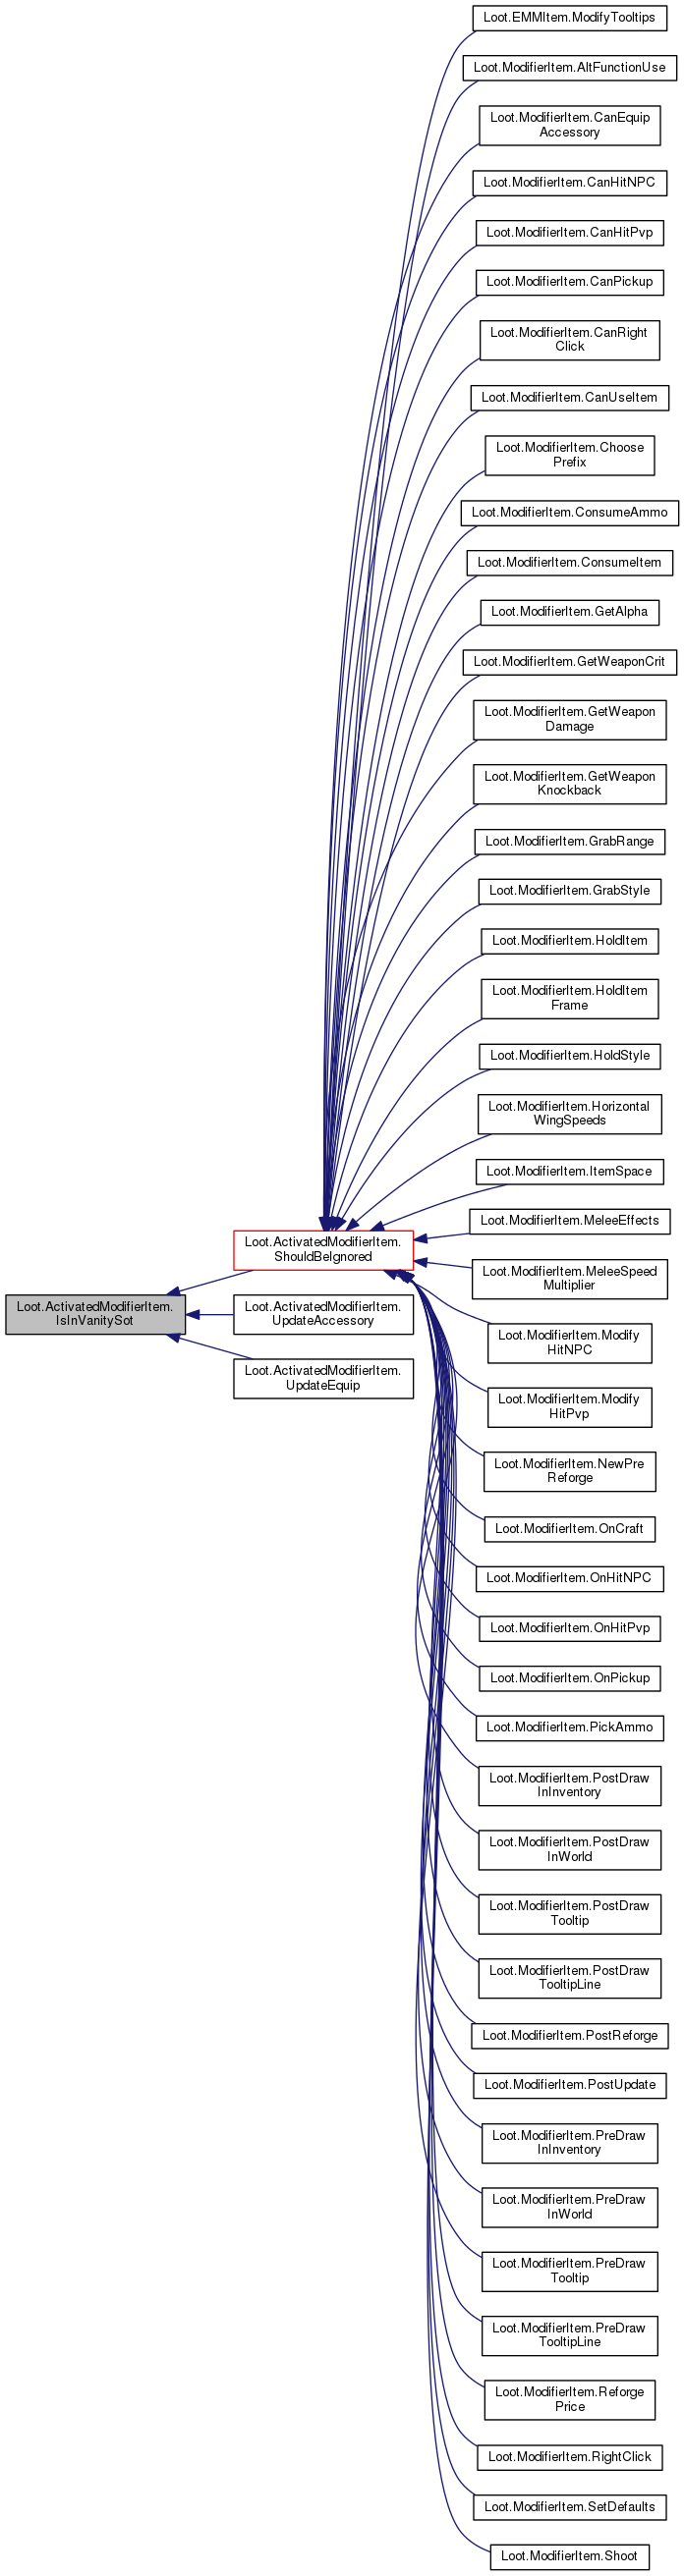 Loot.EMMItem.ModifyTooltips
Loot.ModifierItem.AltFunctionUse
Loot.ModifierItem.CanEquip
Accessory
Loot.ModifierItem.CanHitNPC
Loot.ModifierItem.CanHitPvp
Loot.ModifierItem.CanPickup
Loot.ModifierItem.CanRight
Click
Loot.ModifierItem.CanUseItem
Loot.ModifierItem.Choose
Prefix
Loot.ModifierItem.ConsumeAmmo
Loot.ModifierItem.ConsumeItem
Loot.ModifierItem.GetAlpha
Loot.ModifierItem.GetWeaponCrit
Loot.ModifierItem.GetWeapon
Damage
Loot.ModifierItem.GetWeapon
Knockback
Loot.ModifierItem.GrabRange
Loot.ModifierItem.GrabStyle
Loot.ModifierItem.HoldItem
Loot.ModifierItem.HoldItem
Frame
Loot.ModifierItem.HoldStyle
Loot.ModifierItem.Horizontal
WingSpeeds
Loot.ModifierItem.ItemSpace
Loot.ModifierItem.MeleeEffects
Loot.ActivatedModifierItem.
ShouldBeIgnored
Loot.ModifierItem.MeleeSpeed
Multiplier
Loot.ActivatedModifierItem.
IsInVanitySot
Loot.ActivatedModifierItem.
UpdateAccessory
Loot.ModifierItem.Modify
HitNPC
Loot.ActivatedModifierItem.
UpdateEquip
Loot.ModifierItem.Modify
HitPvp
Loot.ModifierItem.NewPre
Reforge
Loot.ModifierItem.OnCraft
Loot.ModifierItem.OnHitNPC
Loot.ModifierItem.OnHitPvp
Loot.ModifierItem.OnPickup
Loot.ModifierItem.PickAmmo
Loot.ModifierItem.PostDraw
InInventory
Loot.ModifierItem.PostDraw
InWorld
Loot.ModifierItem.PostDraw
Tooltip
Loot.ModifierItem.PostDraw
TooltipLine
Loot.ModifierItem.PostReforge
Loot.ModifierItem.PostUpdate
Loot.ModifierItem.PreDraw
InInventory
Loot.ModifierItem.PreDraw
InWorld
Loot.ModifierItem.PreDraw
Tooltip
Loot.ModifierItem.PreDraw
TooltipLine
Loot.ModifierItem.Reforge
Price
Loot.ModifierItem.RightClick
Loot.ModifierItem.SetDefaults
Loot.ModifierItem.Shoot